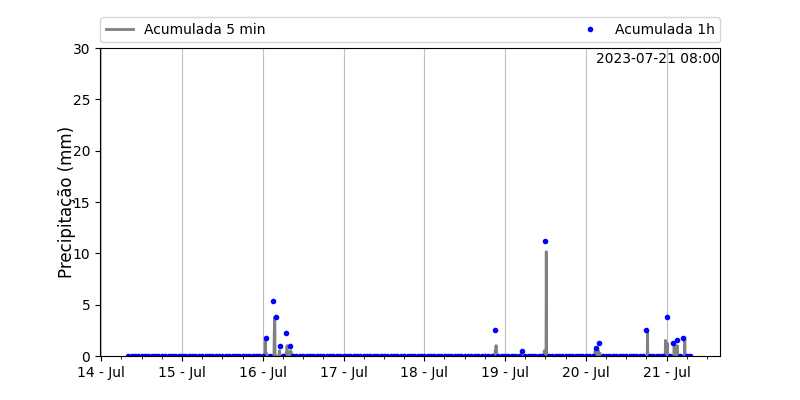 Acumulada 5 min
Acumulada 1h
2023-07-21 08:00
Precipitação (mm)
30
25
20
15
10
5
0
14 - Jul
15 - Jul
16 - Jul
17 - Jul
18 - Jul
19 - Jul
20 - Jul
21 - Jul